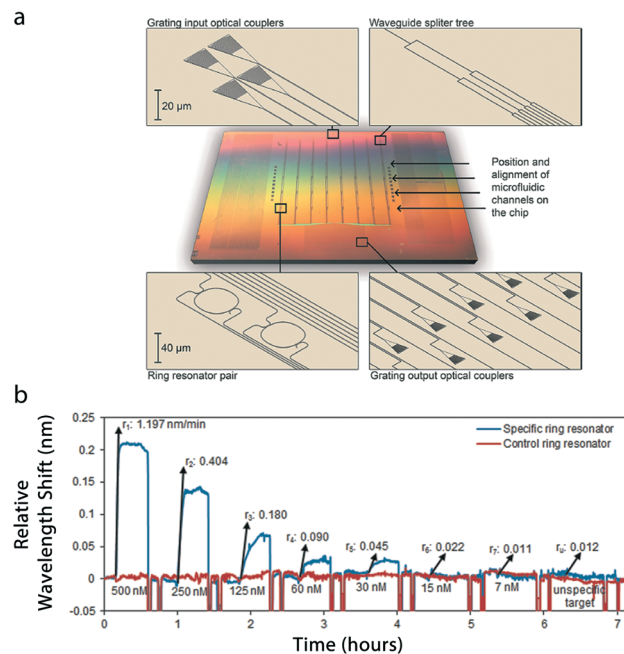 a
Grating input optical couplers
Waveguide spliter tree
20 µm
Position and
alignment of
microfluidic
channels on
the chip
40 µm
Ring resonator pair
Grating output optical couplers
b
Relative
Wavelength Shift (nm)
0.25
0.2
0.15
0.1
0.05
0
-0.05
r₁: 1.197 nm/min
r₂: 0.404
r₃: 0.180
r₄: 0.090
r₅: 0.045
r₆: 0.022
r₇: 0.011
0.012
Specific ring resonator
Control ring resonator
500 nM
250 nM
125 nM
60 nM
30 nM
15 nM
7 nM
unspecific
target
0 1 2 3 4 5 6 7
Time (hours)